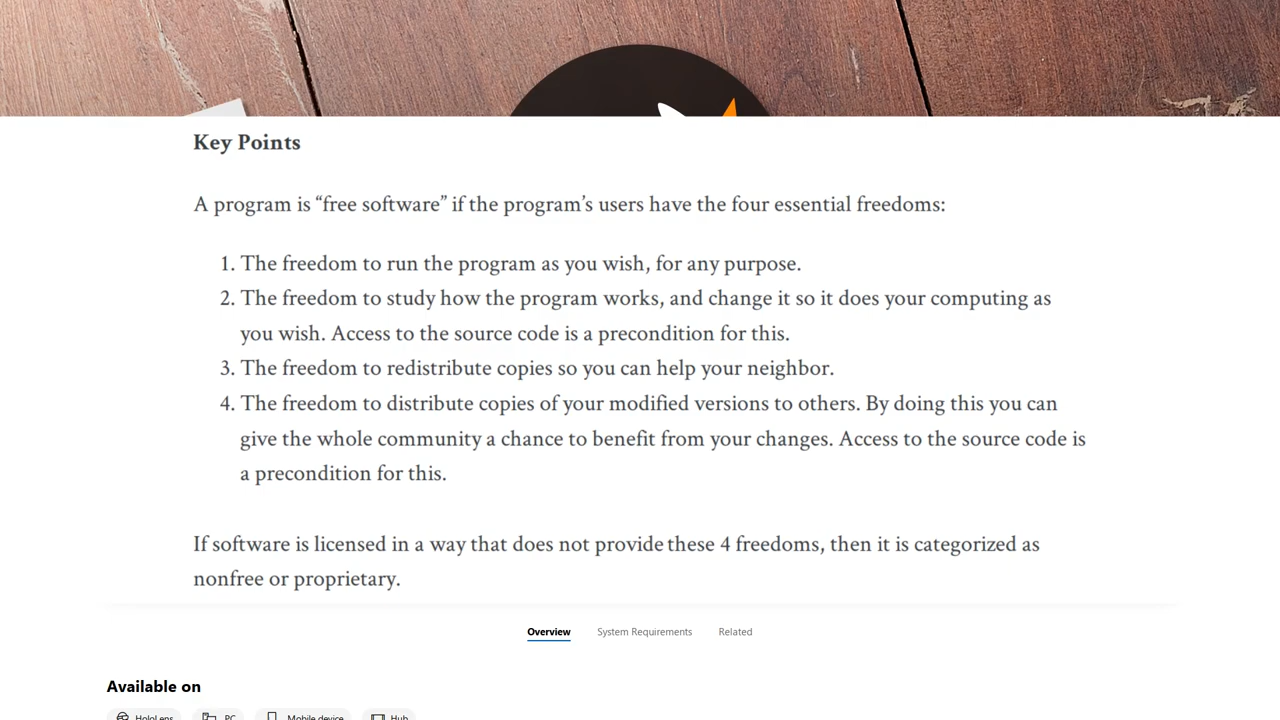 Key Points
A program is “free software” if the program’s users have the four essential freedoms:
1. The freedom to run the program as you wish, for any purpose.
2. The freedom to study how the program works, and change it so it does your computing as
you wish. Access to the source code is a precondition for this.
3. The freedom to redistribute copies so you can help your neighbor.
4. The freedom to distribute copies of your modified versions to others. By doing this you can
give the whole community a chance to benefit from your changes. Access to the source code is
a precondition for this.
If software is licensed in a way that does not provide these 4 freedoms, then it is categorized as
nonfree or proprietary.
Overview System Requirements Related
Available on
HoloLens PC Mobile device Hub